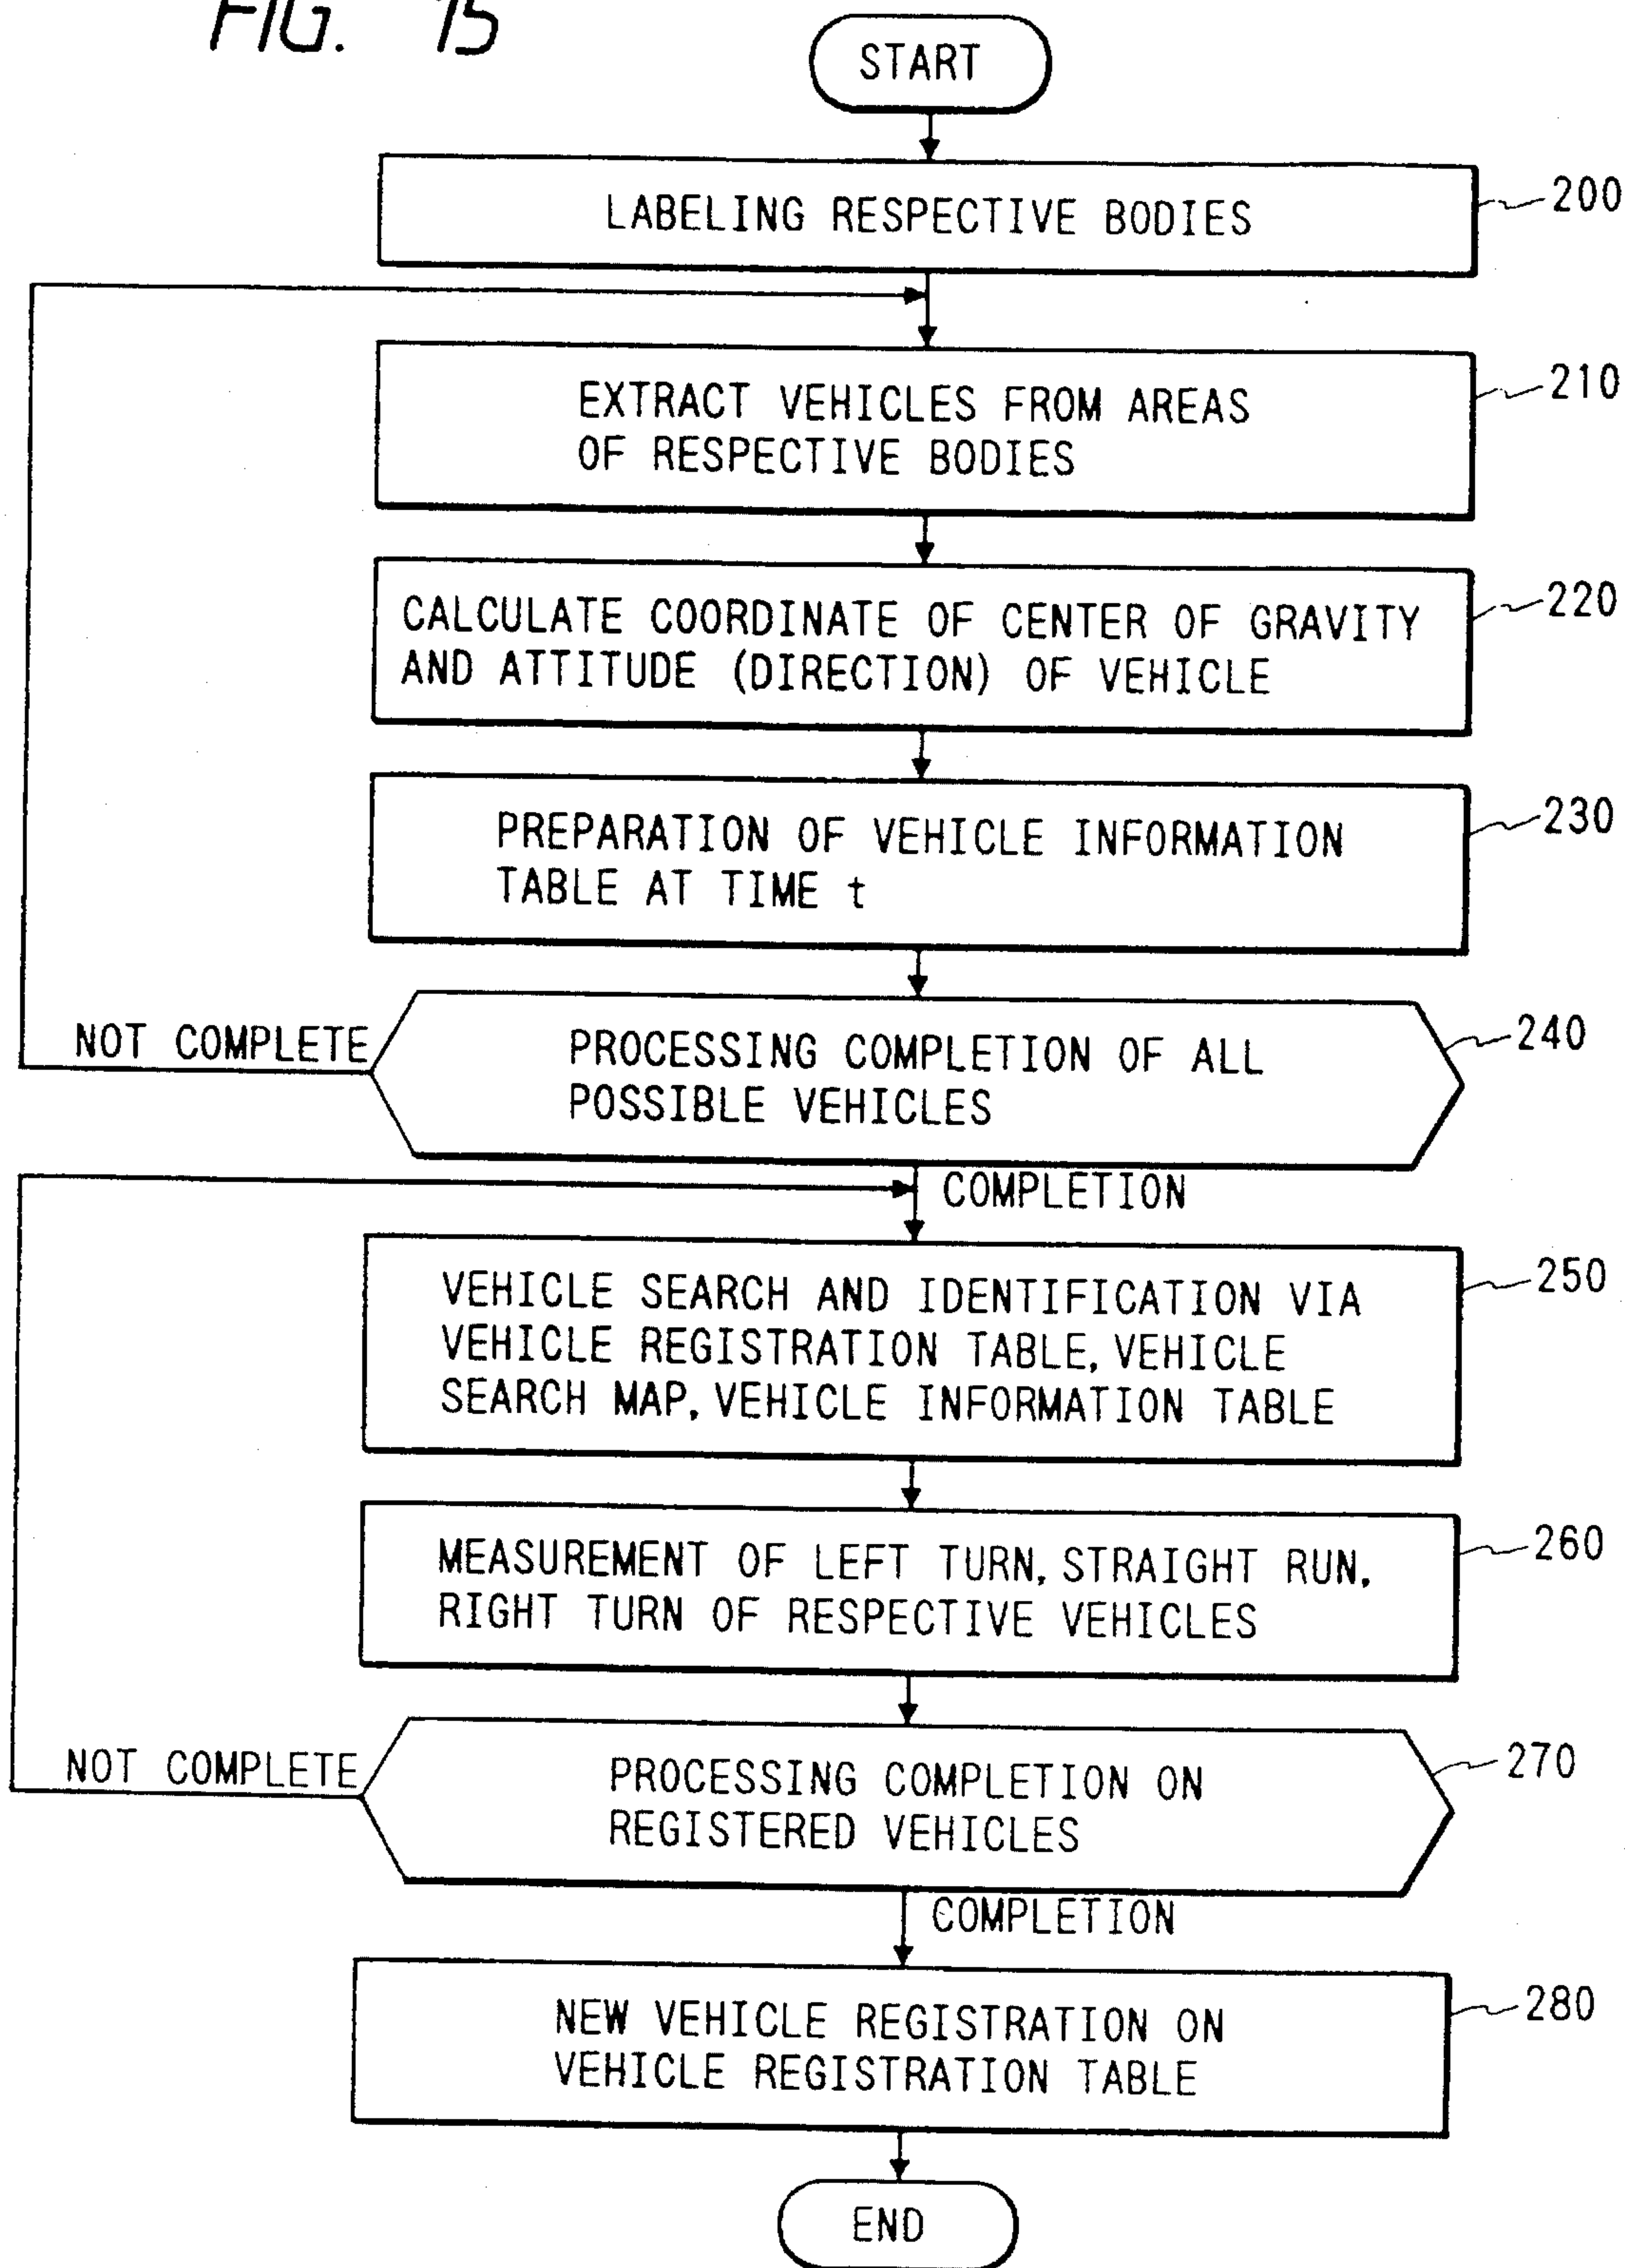 FIG. 15
START
LABELING RESPECTIVE BODIES
200
EXTRACT VEHICLES FROM AREAS
OF RESPECTIVE BODIES
210
CALCULATE COORDINATE OF CENTER OF GRAVITY
AND ATTITUDE (DIRECTION) OF VEHICLE
220
PREPARATION OF VEHICLE INFORMATION
TABLE AT TIME t
230
NOT COMPLETE
PROCESSING COMPLETION OF ALL
POSSIBLE VEHICLES
240
COMPLETION
VEHICLE SEARCH AND IDENTIFICATION VIA
VEHICLE REGISTRATION TABLE, VEHICLE
SEARCH MAP, VEHICLE INFORMATION TABLE
250
MEASUREMENT OF LEFT TURN, STRAIGHT RUN,
RIGHT TURN OF RESPECTIVE VEHICLES
260
NOT COMPLETE
PROCESSING COMPLETION ON
REGISTERED VEHICLES
270
COMPLETION
NEW VEHICLE REGISTRATION ON
VEHICLE REGISTRATION TABLE
280
END